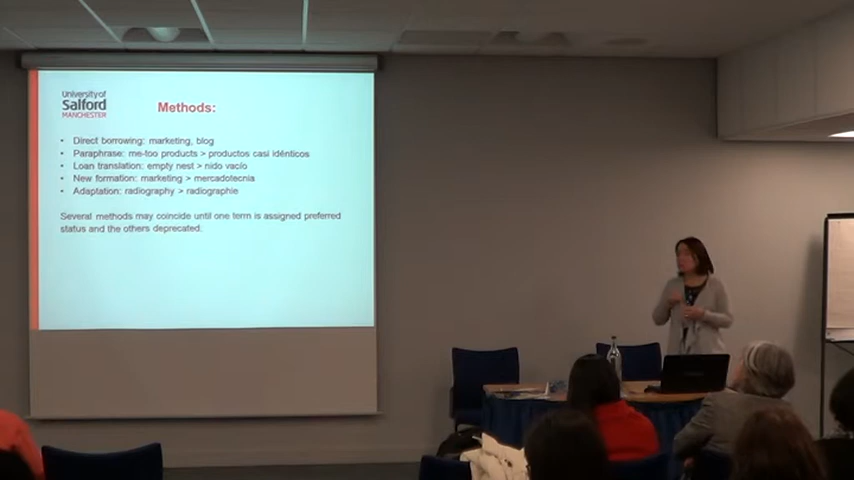 University of
Salford
MANCHESTER
Methods:
• Direct borrowing: marketing, blog
• Paraphrase: me-too products > productos casi idénticos
• Loan translation: empty nest > nido vacío
• New formation: marketing > mercadotecnia
• Adaptation: radiography > radiographie
Several methods may coincide until one term is assigned preferred
status and the others deprecated.